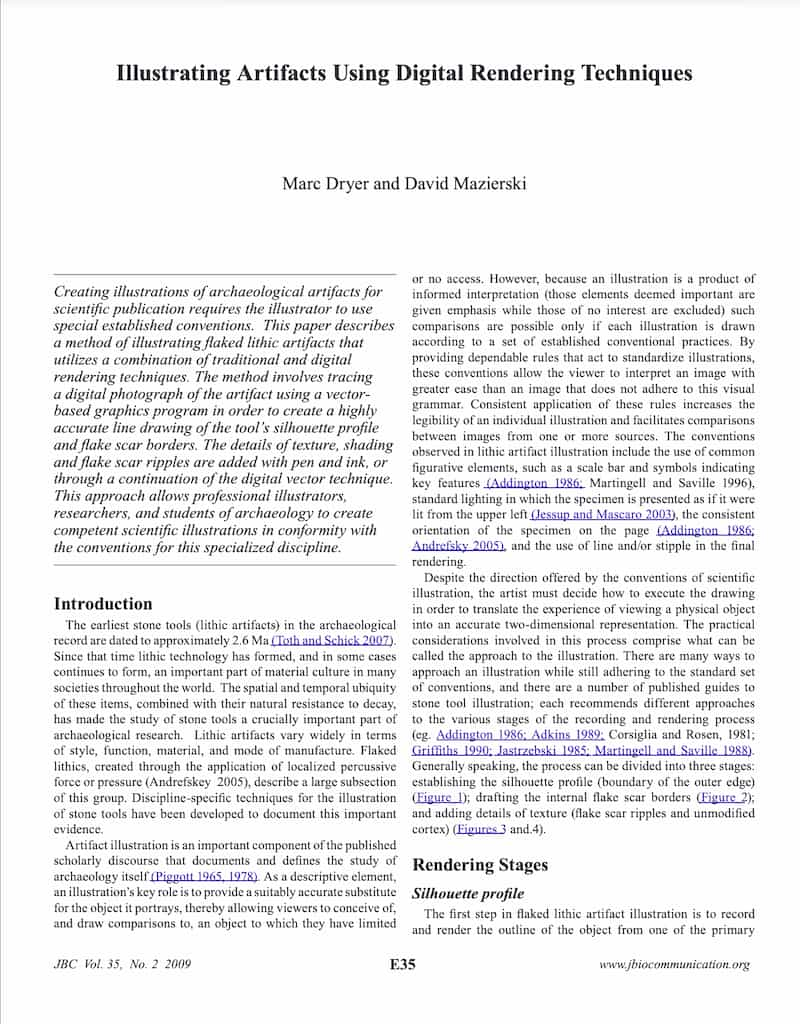 Illustrating Artifacts Using Digital Rendering Techniques
Marc Dryer and David Mazierski
Creating illustrations of archaeological artifacts for
scientific publication requires the illustrator to use
special established conventions. This paper describes
a method of illustrating flaked lithic artifacts that
utilizes a combination of traditional and digital
rendering techniques. The method involves tracing
a digital photograph of the artifact using a vector-
based graphics program in order to create a highly
accurate line drawing of the tool's silhouette profile
and flake scar borders. The details of texture, shading
and flake scar ripples are added with pen and ink, or
through a continuation of the digital vector technique.
This approach allows professional illustrators,
researchers, and students of archaeology to create
competent scientific illustrations in conformity with
the conventions for this specialized discipline.
Introduction
The earliest stone tools (lithic artifacts) in the archaeological
record are dated to approximately 2.6 Ma (Toth and Schick 2007).
Since that time lithic technology has formed, and in some cases
continues to form, an important part of material culture in many
societies throughout the world. The spatial and temporal ubiquity
of these items, combined with their natural resistance to decay,
has made the study of stone tools a crucially important part of
archaeological research. Lithic artifacts vary widely in terms
of style, function, material, and mode of manufacture. Flaked
lithics, created through the application of localized percussive
force or pressure (Andrefskey 2005), describe a large subsection
of this group. Discipline-specific techniques for the illustration
of stone tools have been developed to document this important
evidence.
Artifact illustration is an important component of the published
scholarly discourse that documents and defines the study of
archaeology itself (Piggott 1965, 1978). As a descriptive element,
an illustration's key role is to provide a suitably accurate substitute
for the object it portrays, thereby allowing viewers to conceive of,
and draw comparisons to, an object to which they have limited
or no access. However, because an illustration is a product of
informed interpretation (those elements deemed important are
given emphasis while those of no interest are excluded) such
comparisons are possible only if each illustration is drawn
according to a set of established conventional practices. By
providing dependable rules that act to standardize illustrations,
these conventions allow the viewer to interpret an image with
greater ease than an image that does not adhere to this visual
grammar. Consistent application of these rules increases the
legibility of an individual illustration and facilitates comparisons
between images from one or more sources. The conventions
observed in lithic artifact illustration include the use of common
figurative elements, such as a scale bar and symbols indicating
key features (Addington 1986; Martingell and Saville 1996),
standard lighting in which the specimen is presented as if it were
lit from the upper left (Jessup and Mascaro 2003), the consistent
orientation of the specimen on the page (Addington 1986;
Andrefsky 2005), and the use of line and/or stipple in the final
rendering.
Despite the direction offered by the conventions of scientific
illustration, the artist must decide how to execute the drawing
in order to translate the experience of viewing a physical object
into an accurate two-dimensional representation. The practical
considerations involved in this process comprise what can be
called the approach to the illustration. There are many ways to
approach an illustration while still adhering to the standard set
of conventions, and there are a number of published guides to
stone tool illustration; each recommends different approaches
to the various stages of the recording and rendering process
(eg. Addington 1986; Adkins 1989; Corsiglia and Rosen, 1981;
Griffiths 1990; Jastrzebski 1985; Martingell and Saville 1988).
Generally speaking, the process can be divided into three stages:
establishing the silhouette profile (boundary of the outer edge)
(Figure 1); drafting the internal flake scar borders (Figure 2);
and adding details of texture (flake scar ripples and unmodified
cortex) (Figures 3 and.4).
Rendering Stages
Silhouette profile
The first step in flaked lithic artifact illustration is to record
and render the outline of the object from one of the primary
JBC Vol. 35, No. 2 2009
E35
www.jbiocommunication.org